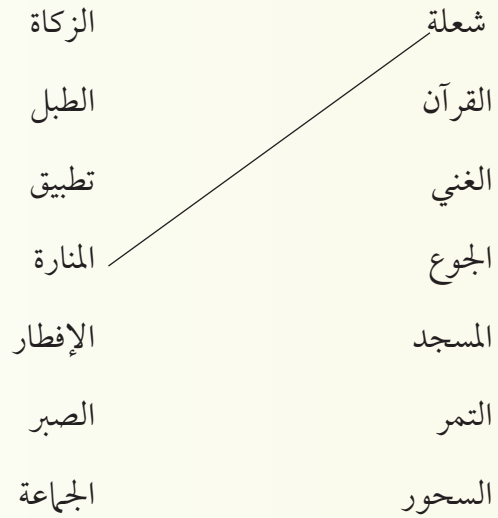 شعلة الزكاة
القرآن الطبل
الغني تطبيق
الجوع المنارة
المسجد الإفطار
التمر الصبر
السحور الجماعة